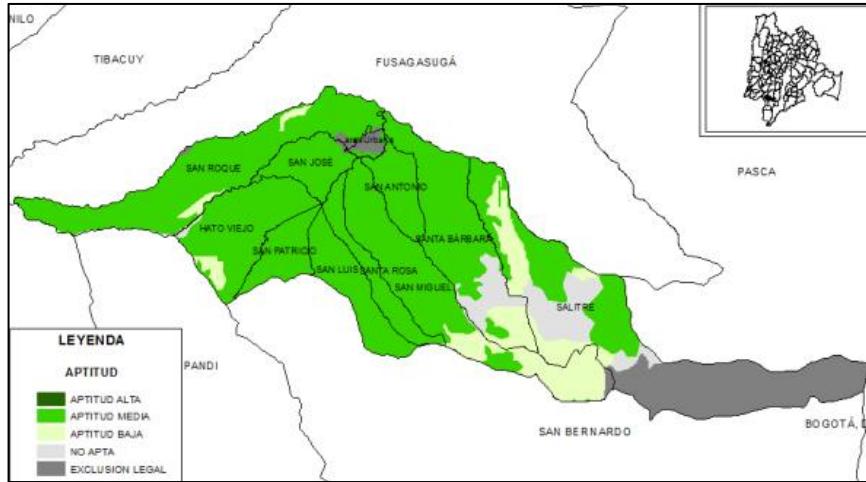 NILO
TIBACUY
FUSAGASUGÁ
PASCA
SAN ROQUE
SAN JOSÉ
SAN ANTONIO
HATO VIEJO
SAN PATRICIO
SANTA BÁRBARA
SAN LUIS
SANTA ROSA
SAN MIGUEL
SALITRE
LEYENDA
APTITUD
APTITUD ALTA
APTITUD MEDIA
APTITUD BAJA
NO APTA
EXCLUSION LEGAL
PANDI
SAN BERNARDO
BOGOTÁ, D